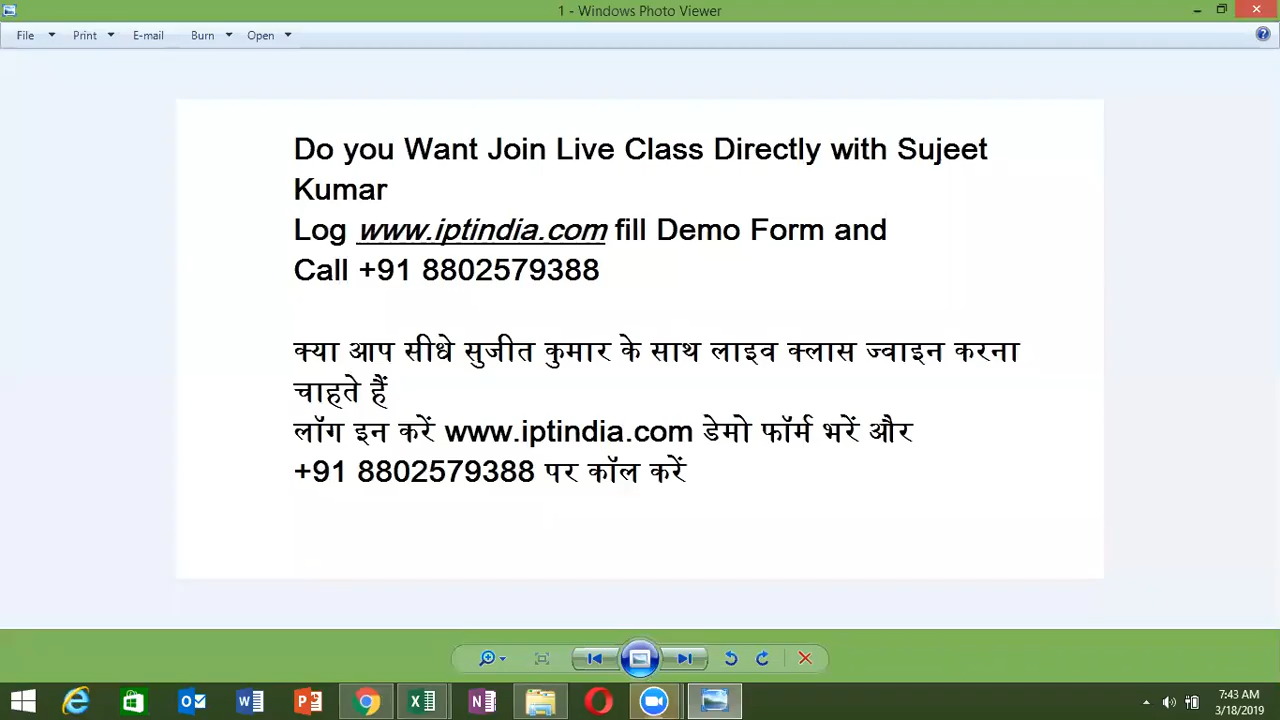 1 - Windows Photo Viewer
File Print E-mail Burn Open
Do you Want Join Live Class Directly with Sujeet
Kumar
Log www.iptindia.com fill Demo Form and
Call +91 8802579388
क्या आप सीधे सुजीत कुमार के साथ लाइव क्लास ज्वाइन करना
चाहते हैं
लॉग इन करें www.iptindia.com डेमो फॉर्म भरें और
+91 8802579388 पर कॉल करें
7:43 AM
3/18/2019